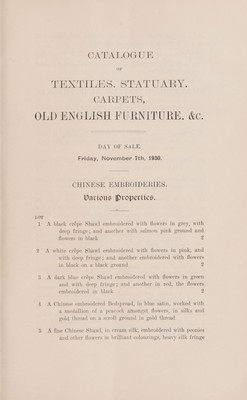 CATALOGUE
OF
TEXTILES, STATUARY,
CARPETS,
OLD ENGLISH FURNITURE, &c.
DAY OF SALE.
Friday, November 7th, 1930.
CHINESE EMBROIDERIES.
Various Properties.
LOT
1 A black crêpe Shawl embroidered with flowers in grey, with
deep fringe; and another with salmon pink ground and
flowers in black 2
2 A white crêpe Shawl embroidered with flowers in pink, and
with deep fringe; and another embroidered with flowers
in black on a black ground 2
3 A dark blue crêpe Shawl embroidered with flowers in green
and with deep fringe; and another in red, the flowers
embroidered in black 2
4 A Chinese embroidered Bedspread, in blue satin, worked with
a medallion of a peacock amongst flowers, in silks and
gold thread on a scroll ground in gold thread
5 A fine Chinese Shawl, in cream silk, embroidered with peonies
and other flowers in brilliant colourings, heavy silk fringe